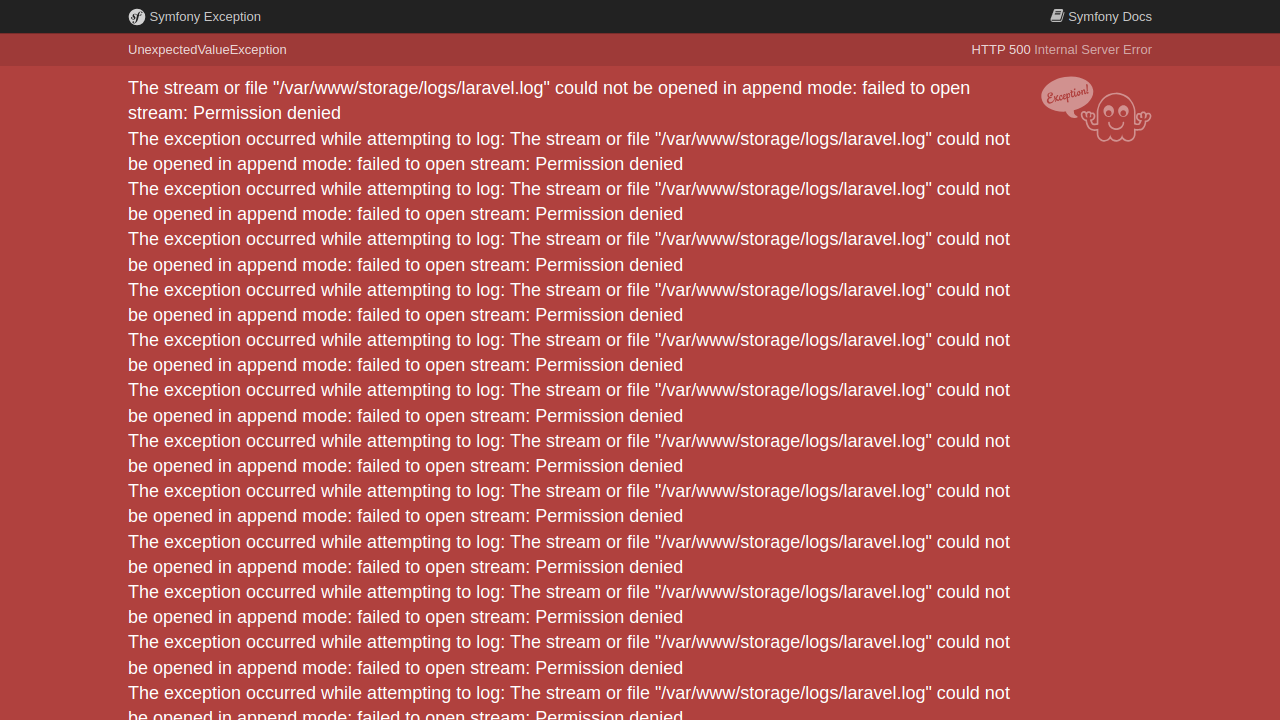 Symfony Exception
Symfony Docs
UnexpectedValueException
HTTP 500 Internal Server Error
The stream or file "/var/www/storage/logs/laravel.log" could not be opened in append mode: failed to open
stream: Permission denied
Exception!
The exception occurred while attempting to log: The stream or file "/var/www/storage/logs/laravel.log" could not
be opened in append mode: failed to open stream: Permission denied
The exception occurred while attempting to log: The stream or file "/var/www/storage/logs/laravel.log" could not
be opened in append mode: failed to open stream: Permission denied
The exception occurred while attempting to log: The stream or file "/var/www/storage/logs/laravel.log" could not
be opened in append mode: failed to open stream: Permission denied
The exception occurred while attempting to log: The stream or file "/var/www/storage/logs/laravel.log" could not
be opened in append mode: failed to open stream: Permission denied
The exception occurred while attempting to log: The stream or file "/var/www/storage/logs/laravel.log" could not
be opened in append mode: failed to open stream: Permission denied
The exception occurred while attempting to log: The stream or file "/var/www/storage/logs/laravel.log" could not
be opened in append mode: failed to open stream: Permission denied
The exception occurred while attempting to log: The stream or file "/var/www/storage/logs/laravel.log" could not
be opened in append mode: failed to open stream: Permission denied
The exception occurred while attempting to log: The stream or file "/var/www/storage/logs/laravel.log" could not
be opened in append mode: failed to open stream: Permission denied
The exception occurred while attempting to log: The stream or file "/var/www/storage/logs/laravel.log" could not
be opened in append mode: failed to open stream: Permission denied
The exception occurred while attempting to log: The stream or file "/var/www/storage/logs/laravel.log" could not
be opened in append mode: failed to open stream: Permission denied
The exception occurred while attempting to log: The stream or file "/var/www/storage/logs/laravel.log" could not
be opened in append mode: failed to open stream: Permission denied
The exception occurred while attempting to log: The stream or file "/var/www/storage/logs/laravel.log" could not
be opened in append mode: failed to open stream: Permission denied